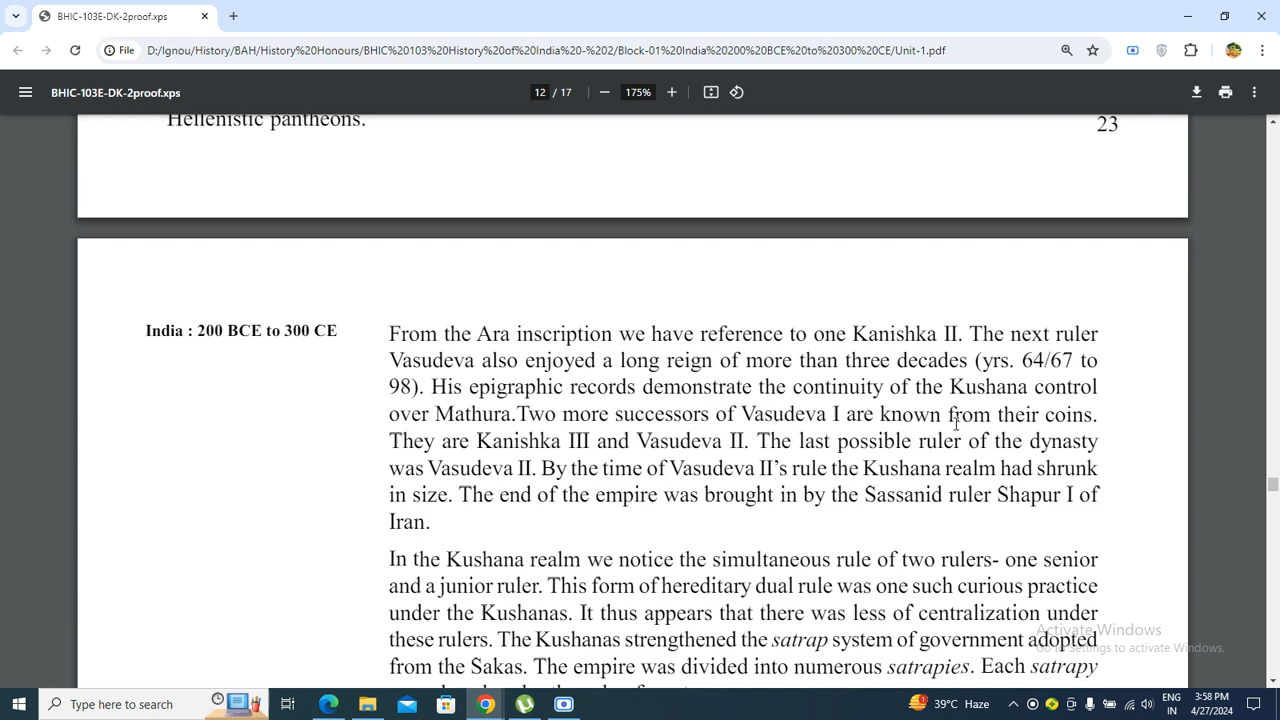 BHIC-103E-DK-2proof.xps
File D:/Ignou/History/BAH/History%20Honours/BHIC%20103%20History%20of%20India%20-%202/Block-01%20India%20200%20BCE%20to%20300%20CE/Unit-1.pdf
BHIC-103E-DK-2proof.xps 12 / 17 175%
Hellenistic pantheons.
23
India : 200 BCE to 300 CE
From the Ara inscription we have reference to one Kanishka II. The next ruler
Vasudeva also enjoyed a long reign of more than three decades (yrs. 64/67 to
98). His epigraphic records demonstrate the continuity of the Kushana control
over Mathura.Two more successors of Vasudeva I are known from their coins.
They are Kanishka III and Vasudeva II. The last possible ruler of the dynasty
was Vasudeva II. By the time of Vasudeva II's rule the Kushana realm had shrunk
in size. The end of the empire was brought in by the Sassanid ruler Shapur I of
Iran.
In the Kushana realm we notice the simultaneous rule of two rulers- one senior
and a junior ruler. This form of hereditary dual rule was one such curious practice
under the Kushanas. It thus appears that there was less of centralization under
these rulers. The Kushanas strengthened the satrap system of government adopted
from the Sakas. The empire was divided into numerous satrapies. Each satrapy
Activate Windows
Go to Settings to activate Windows.
Type here to search
39°C Haze
ENG
IN
3:58 PM
4/27/2024